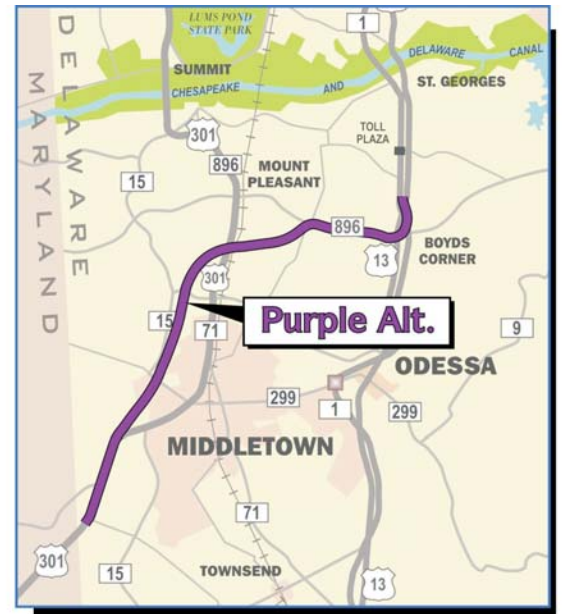 LUMS POND
STATE PARK
1
DELAWARE
MARYLAND
SUMMIT
DELAWARE CANAL
CHESAPEAKE AND
ST. GEORGES
301
TOLL
PLAZA
896
MOUNT
PLEASANT
15
896
13
BOYDS
CORNER
301
Purple Alt.
15
71
9
ODESSA
299
1
299
MIDDLETOWN
71
301
15
TOWNSEND
13